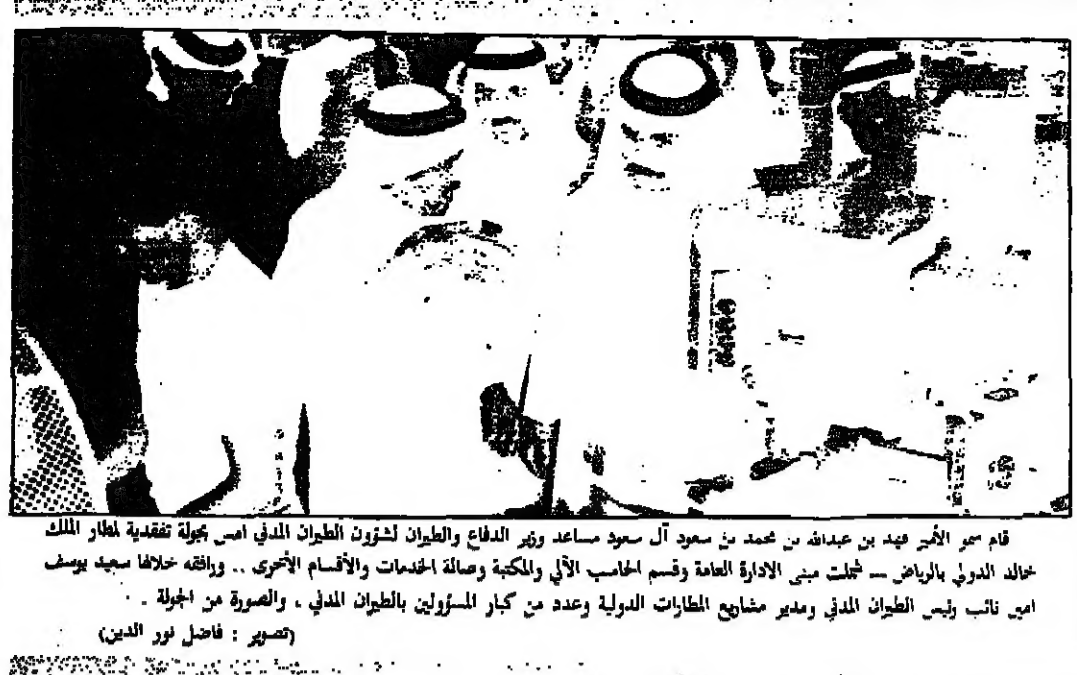 قام سمو الأمير فهد بن عبدالله بن محمد بن سعود آل سعود مساعد وزير الدفاع والطيران لشؤون الطيران المدني امس بجولة تفقدية لمطار الملك
خالد الدولي بالرياض — شملت مبنى الادارة العامة وقسم الحاسب الآلي والمكتبة وصالة الخدمات والأقسام الأخرى .. ورافقه خلالها سعيد يوسف
امين نائب رئيس الطيران المدني ومدير مشاريع المطارات الدولية وعدد من كبار المسؤولين بالطيران المدني ، والصورة من الجولة .
(تصوير : فاضل نور الدين)